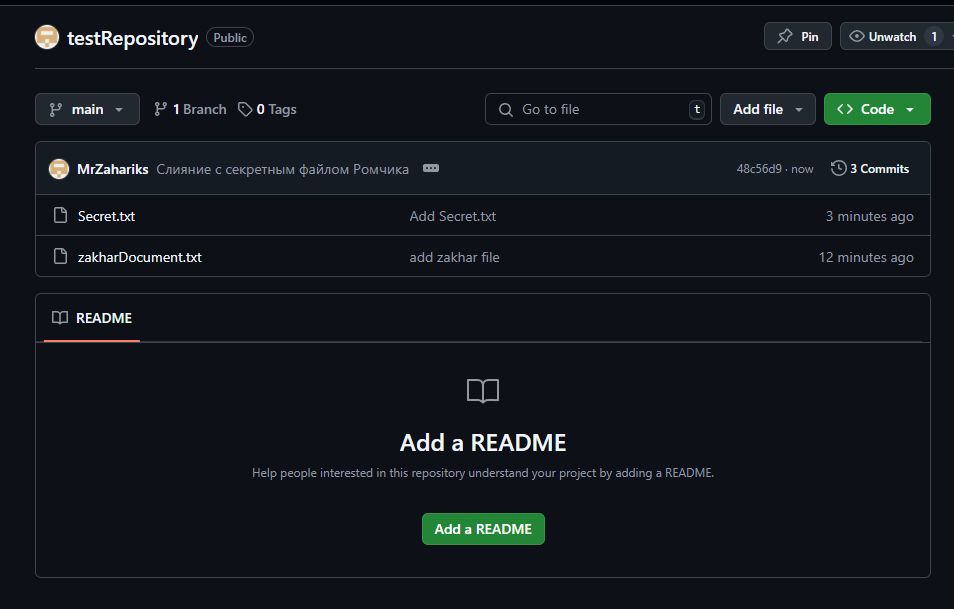 testRepository Public Pin Unwatch 1
main 1 Branch 0 Tags Go to file t Add file Code
MrZahariks Слияние с секретным файлом Ромчика 48c56d9 · now 3 Commits
Secret.txt Add Secret.txt 3 minutes ago
zakharDocument.txt add zakhar file 12 minutes ago
README
Add a README
Help people interested in this repository understand your project by adding a README.
Add a README